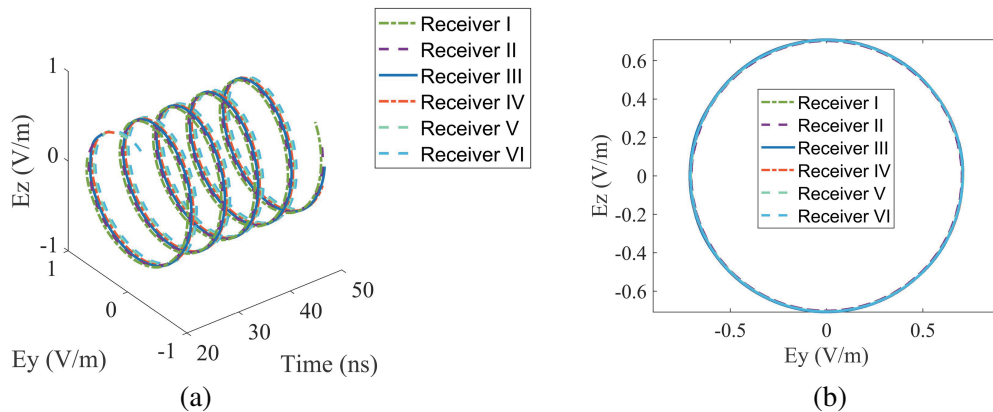 Receiver I
Receiver II
Receiver III
Receiver IV
Receiver V
Receiver VI
1
0
-1
Ez (V/m)
1
0
-1
Ey (V/m)
20
30
40
50
Time (ns)
(a)
0.6
0.4
0.2
0
-0.2
-0.4
-0.6
Ez (V/m)
Receiver I
Receiver II
Receiver III
Receiver IV
Receiver V
Receiver VI
-0.5
0
0.5
Ey (V/m)
(b)